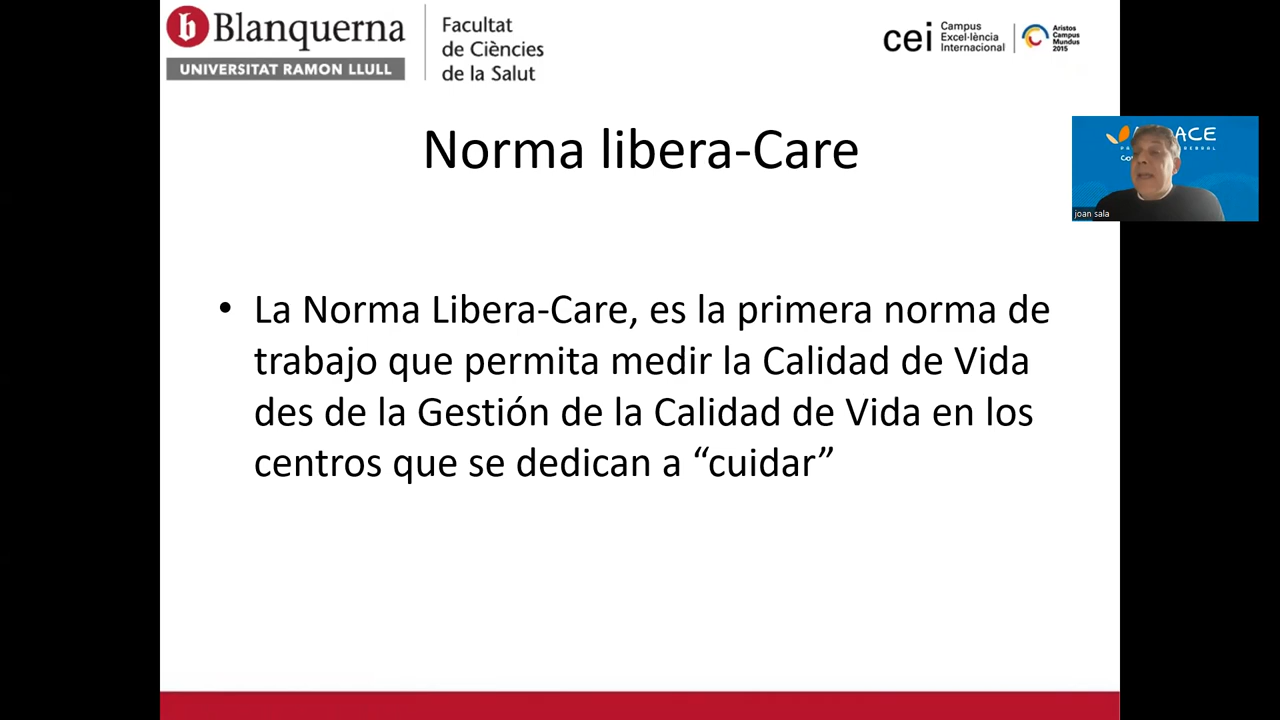 Blanquerna
UNIVERSITAT RAMON LLULL
Facultat
de Ciències
de la Salut
cei
Campus
Excel·lència
Internacional
Aristos
Campus
Mundus
2015
Norma libera-Care
joan sala
• La Norma Libera-Care, es la primera norma de
trabajo que permita medir la Calidad de Vida
des de la Gestión de la Calidad de Vida en los
centros que se dedican a “cuidar”